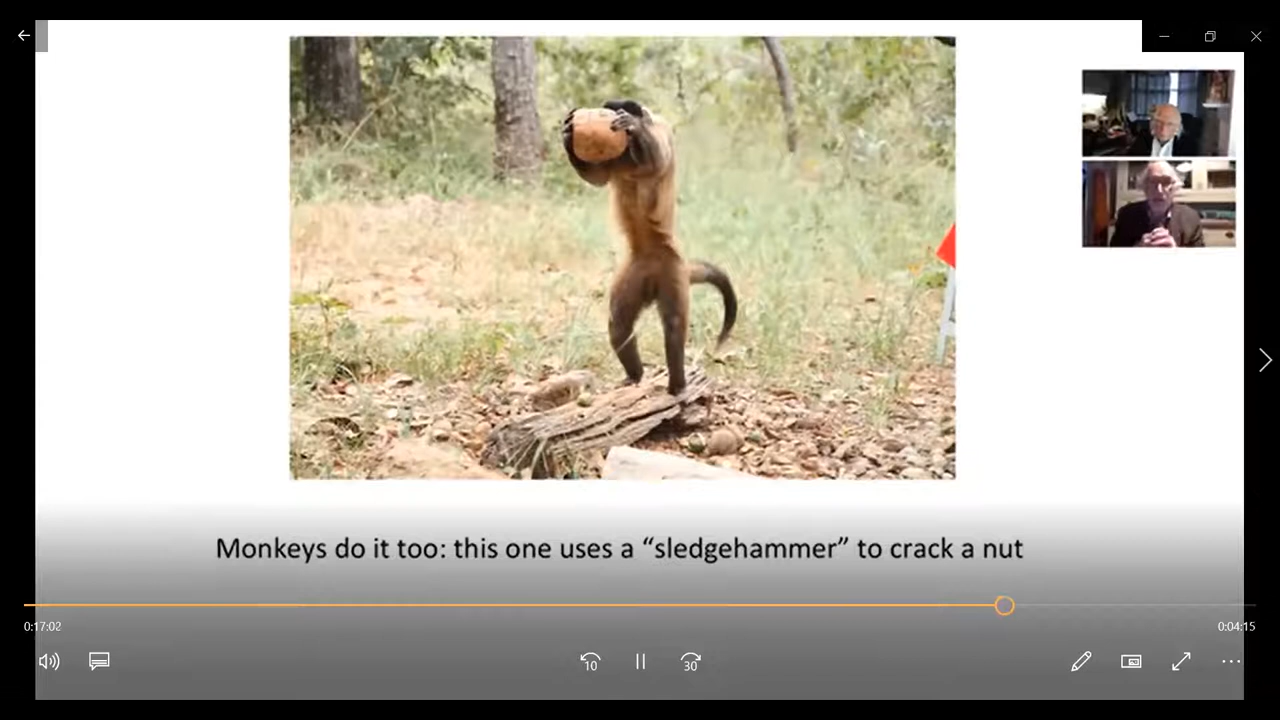 Monkeys do it too: this one uses a “sledgehammer” to crack a nut
0:17:02
0:04:15
10
30